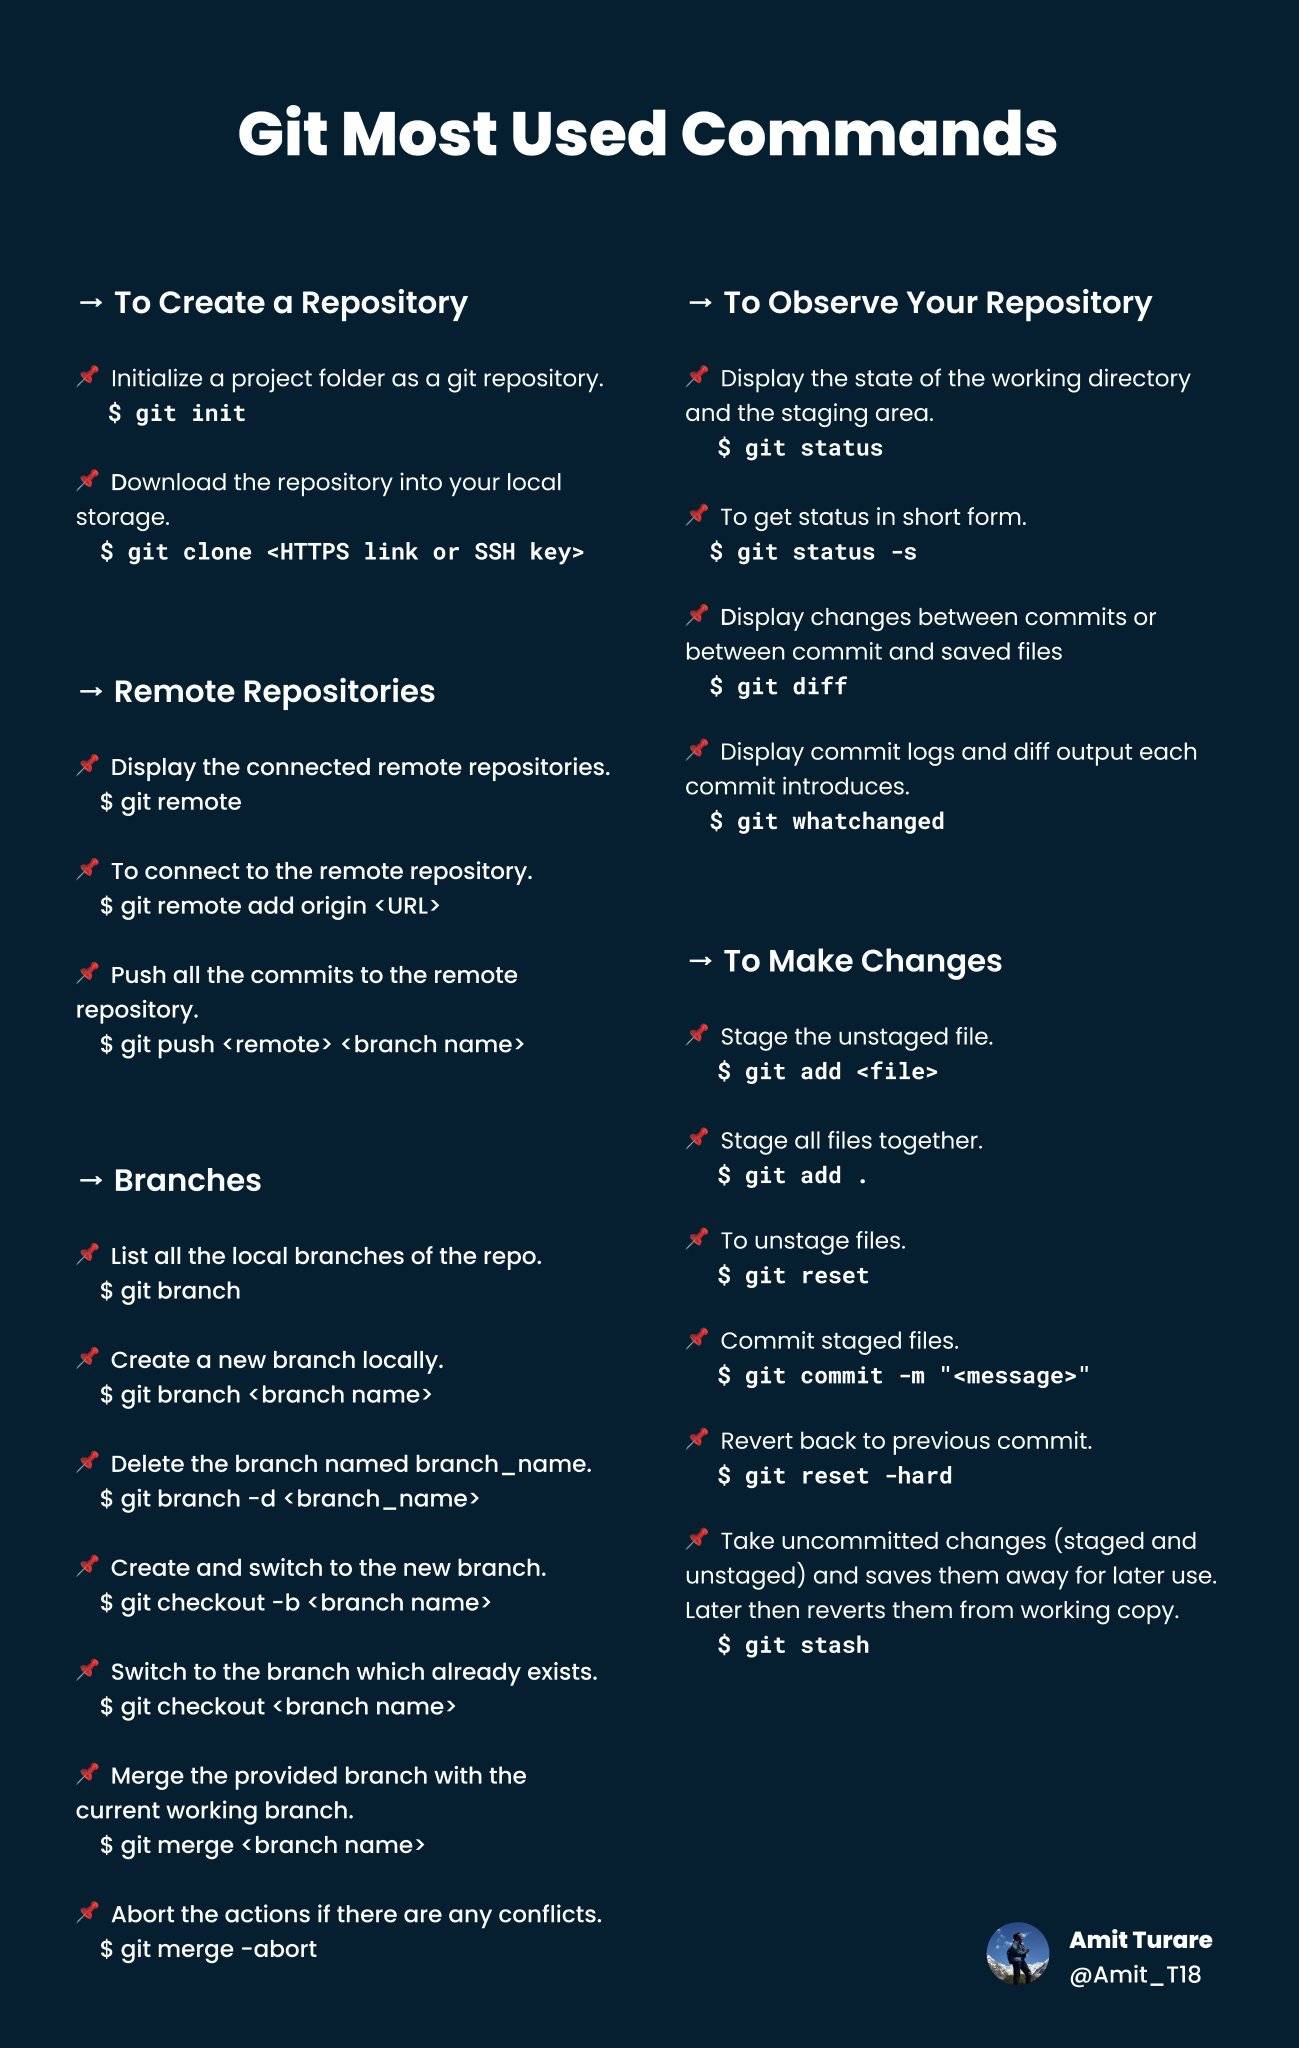 Git Most Used Commands
→ To Create a Repository
📌 Initialize a project folder as a git repository.
$ git init
📌 Download the repository into your local
storage.
$ git clone <HTTPS link or SSH key>
→ Remote Repositories
📌 Display the connected remote repositories.
$ git remote
📌 To connect to the remote repository.
$ git remote add origin <URL>
📌 Push all the commits to the remote
repository.
$ git push <remote> <branch name>
→ Branches
📌 List all the local branches of the repo.
$ git branch
📌 Create a new branch locally.
$ git branch <branch name>
📌 Delete the branch named branch_name.
$ git branch -d <branch_name>
📌 Create and switch to the new branch.
$ git checkout -b <branch name>
📌 Switch to the branch which already exists.
$ git checkout <branch name>
📌 Merge the provided branch with the
current working branch.
$ git merge <branch name>
📌 Abort the actions if there are any conflicts.
$ git merge -abort
→ To Observe Your Repository
📌 Display the state of the working directory
and the staging area.
$ git status
📌 To get status in short form.
$ git status -s
📌 Display changes between commits or
between commit and saved files
$ git diff
📌 Display commit logs and diff output each
commit introduces.
$ git whatchanged
→ To Make Changes
📌 Stage the unstaged file.
$ git add <file>
📌 Stage all files together.
$ git add .
📌 To unstage files.
$ git reset
📌 Commit staged files.
$ git commit -m "<message>"
📌 Revert back to previous commit.
$ git reset -hard
📌 Take uncommitted changes (staged and
unstaged) and saves them away for later use.
Later then reverts them from working copy.
$ git stash
Amit Turare
@Amit_T18